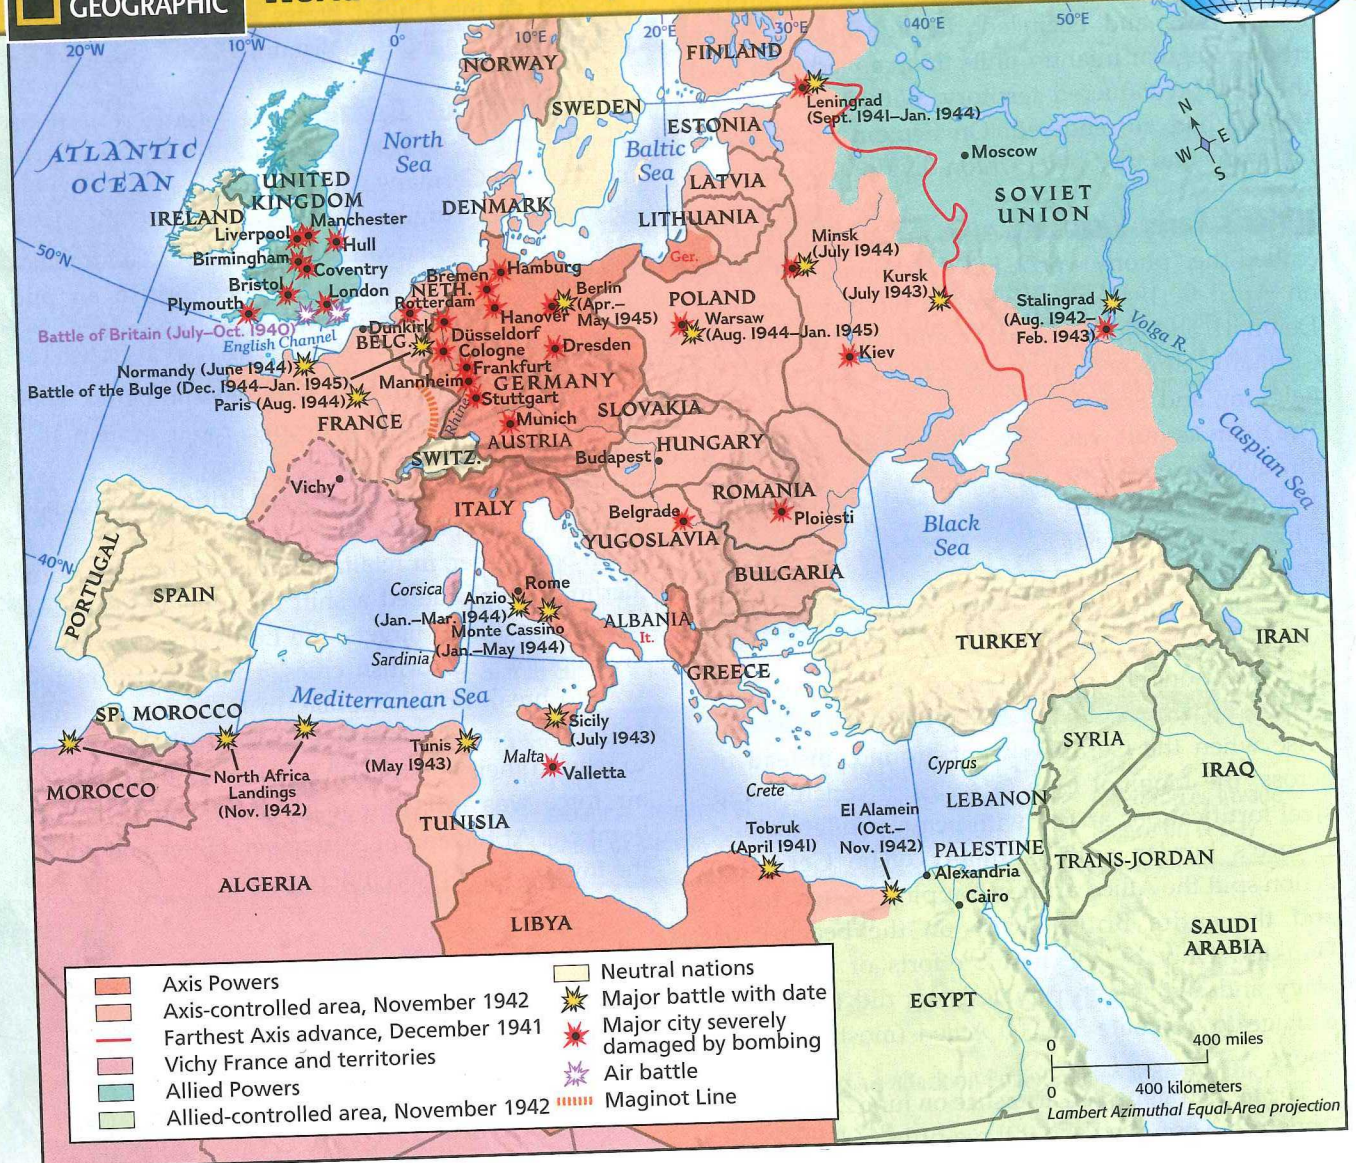 GEOGRAPHIC
20°W
10°W
0°
10°E
20°E
30°E
40°E
50°E
50°N
40°N
N
W
E
S
NORWAY
SWEDEN
FINLAND
Leningrad
(Sept. 1941–Jan. 1944)
ESTONIA
North
Sea
Baltic
Sea
Moscow
ATLANTIC
OCEAN
UNITED
KINGDOM
IRELAND
LATVIA
SOVIET
UNION
DENMARK
LITHUANIA
Manchester
Liverpool
Hull
Birmingham
Coventry
Bristol
London
Plymouth
Battle of Britain (July–Oct. 1940)
English Channel
Ger.
Minsk
(July 1944)
Kursk
(July 1943)
Stalingrad
(Aug. 1942–
Feb. 1943)
Volga R.
Bremen
Hamburg
NETH.
Rotterdam
Hanover
Berlin
(Apr.–
May 1945)
POLAND
Warsaw
(Aug. 1944–Jan. 1945)
Dunkirk
BELG.
Düsseldorf
Cologne
Dresden
Kiev
Frankfurt
Mannheim
GERMANY
Stuttgart
Normandy (June 1944)
Battle of the Bulge (Dec. 1944–Jan. 1945)
Paris (Aug. 1944)
FRANCE
Rhine
Munich
SLOVAKIA
AUSTRIA
HUNGARY
Budapest
SWITZ.
Caspian Sea
Vichy
ITALY
ROMANIA
Belgrade
Ploiesti
YUGOSLAVIA
Black
Sea
BULGARIA
PORTUGAL
SPAIN
Corsica
Rome
Anzio
(Jan.–Mar. 1944)
Monte Cassino
(Jan.–May 1944)
ALBANIA
It.
Sardinia
GREECE
TURKEY
IRAN
Mediterranean Sea
SP. MOROCCO
Sicily
(July 1943)
Tunis
(May 1943)
Malta
Valletta
Crete
Cyprus
SYRIA
IRAQ
LEBANON
MOROCCO
North Africa
Landings
(Nov. 1942)
TUNISIA
Tobruk
(April 1941)
El Alamein
(Oct.–
Nov. 1942)
PALESTINE
TRANS-JORDAN
Alexandria
Cairo
ALGERIA
LIBYA
EGYPT
SAUDI
ARABIA
Axis Powers
Axis-controlled area, November 1942
Farthest Axis advance, December 1941
Vichy France and territories
Allied Powers
Allied-controlled area, November 1942
Neutral nations
Major battle with date
Major city severely
damaged by bombing
Air battle
Maginot Line
0
400 miles
0
400 kilometers
Lambert Azimuthal Equal-Area projection